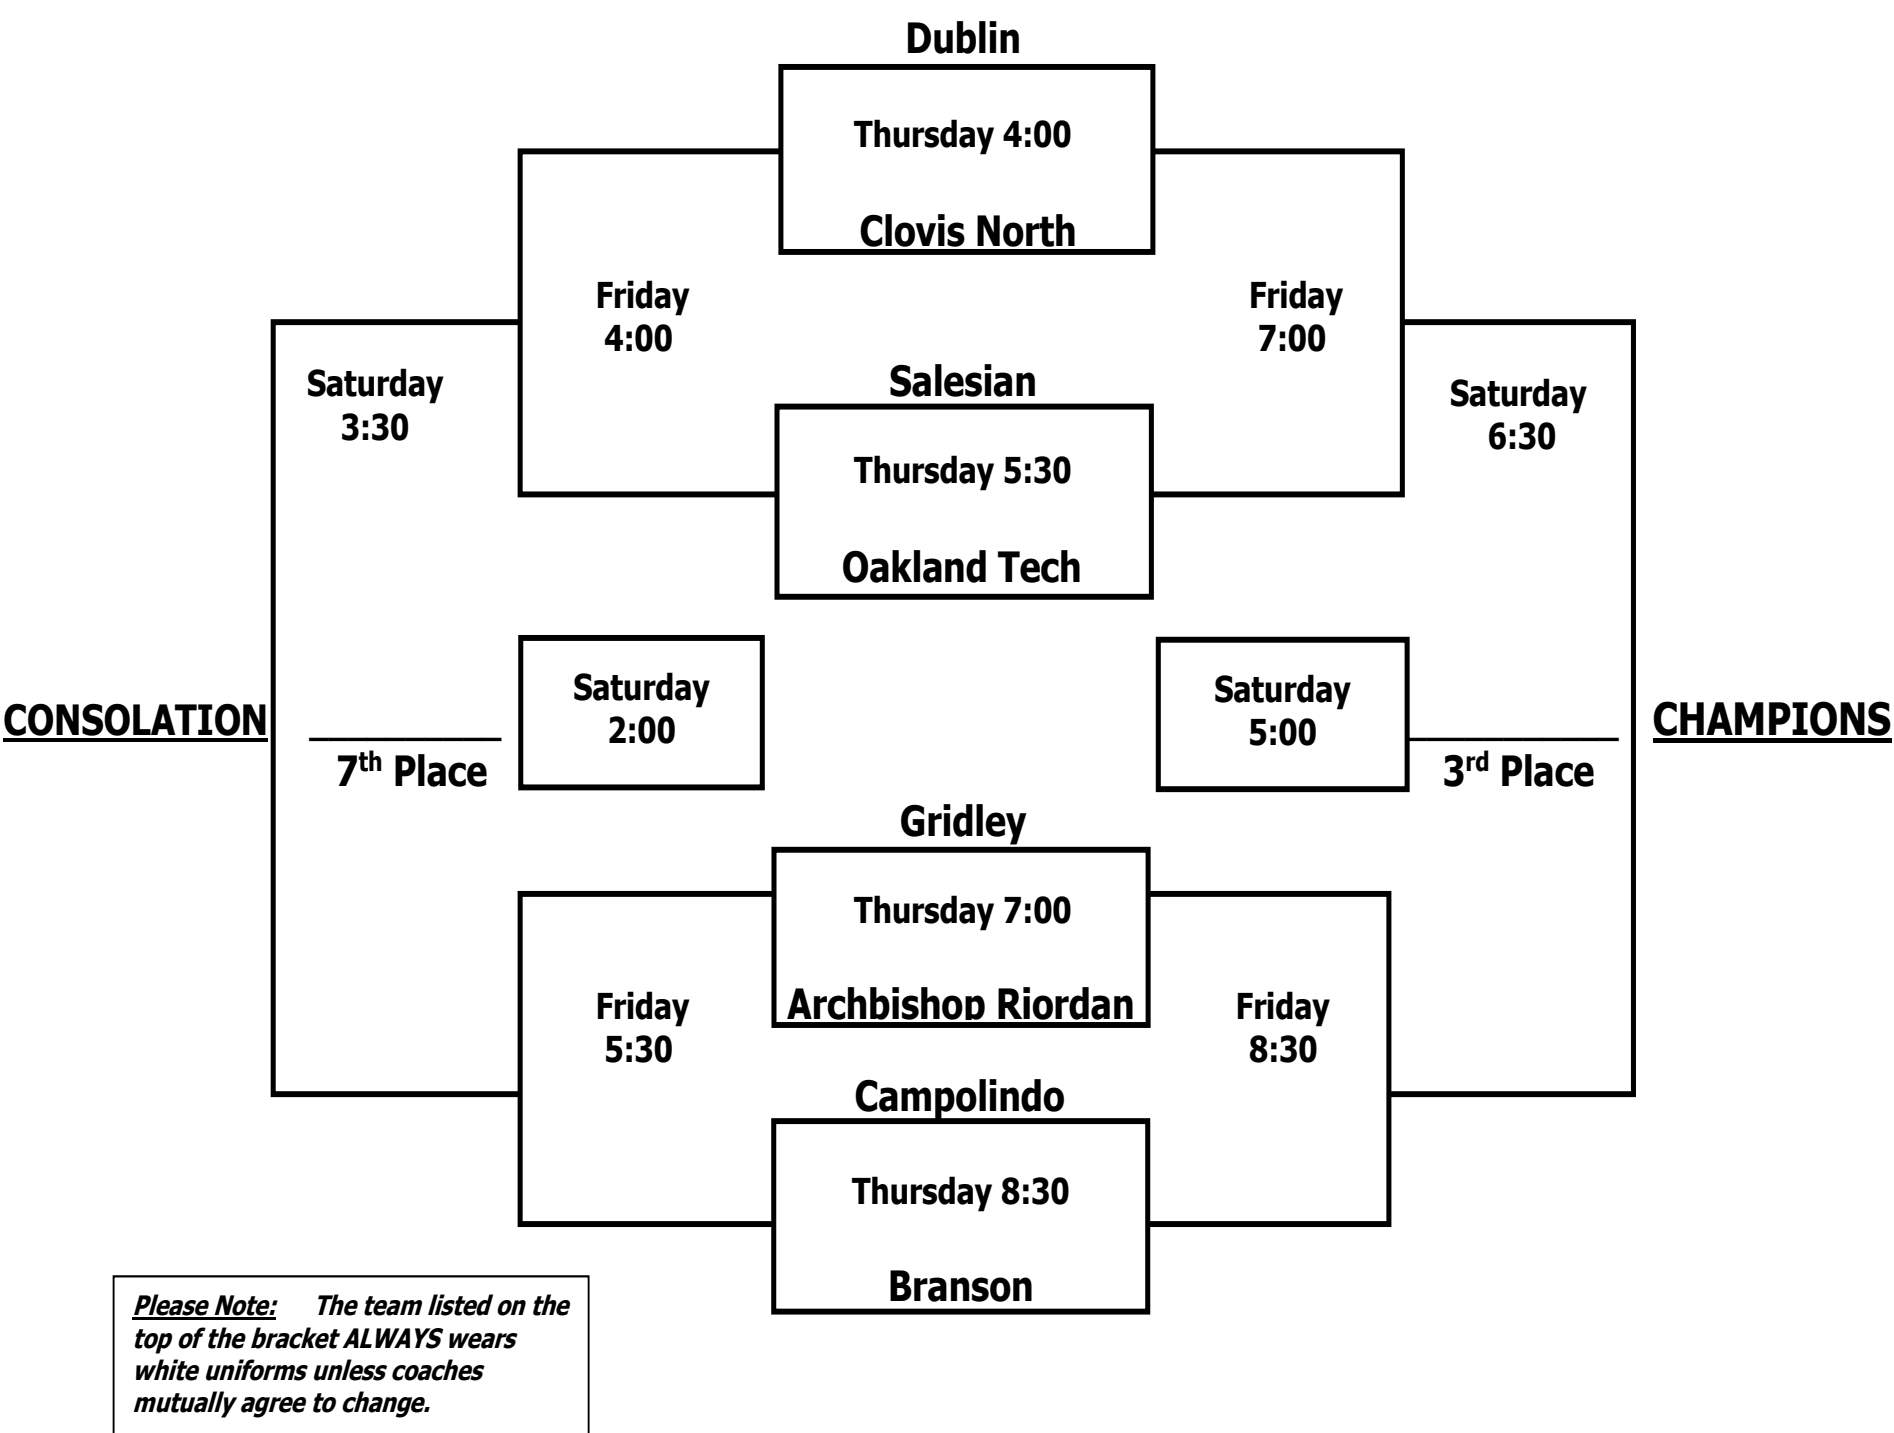 Dublin
Thursday 4:00
Clovis North
Friday
4:00
Friday
7:00
Saturday
3:30
Salesian
Saturday
6:30
Thursday 5:30
Oakland Tech
Saturday
2:00
Saturday
5:00
CONSOLATION
CHAMPIONS
7th Place
3rd Place
Gridley
Thursday 7:00
Archbishop Riordan
Friday
5:30
Friday
8:30
Campolindo
Thursday 8:30
Branson
Please Note: The team listed on the
top of the bracket ALWAYS wears
white uniforms unless coaches
mutually agree to change.